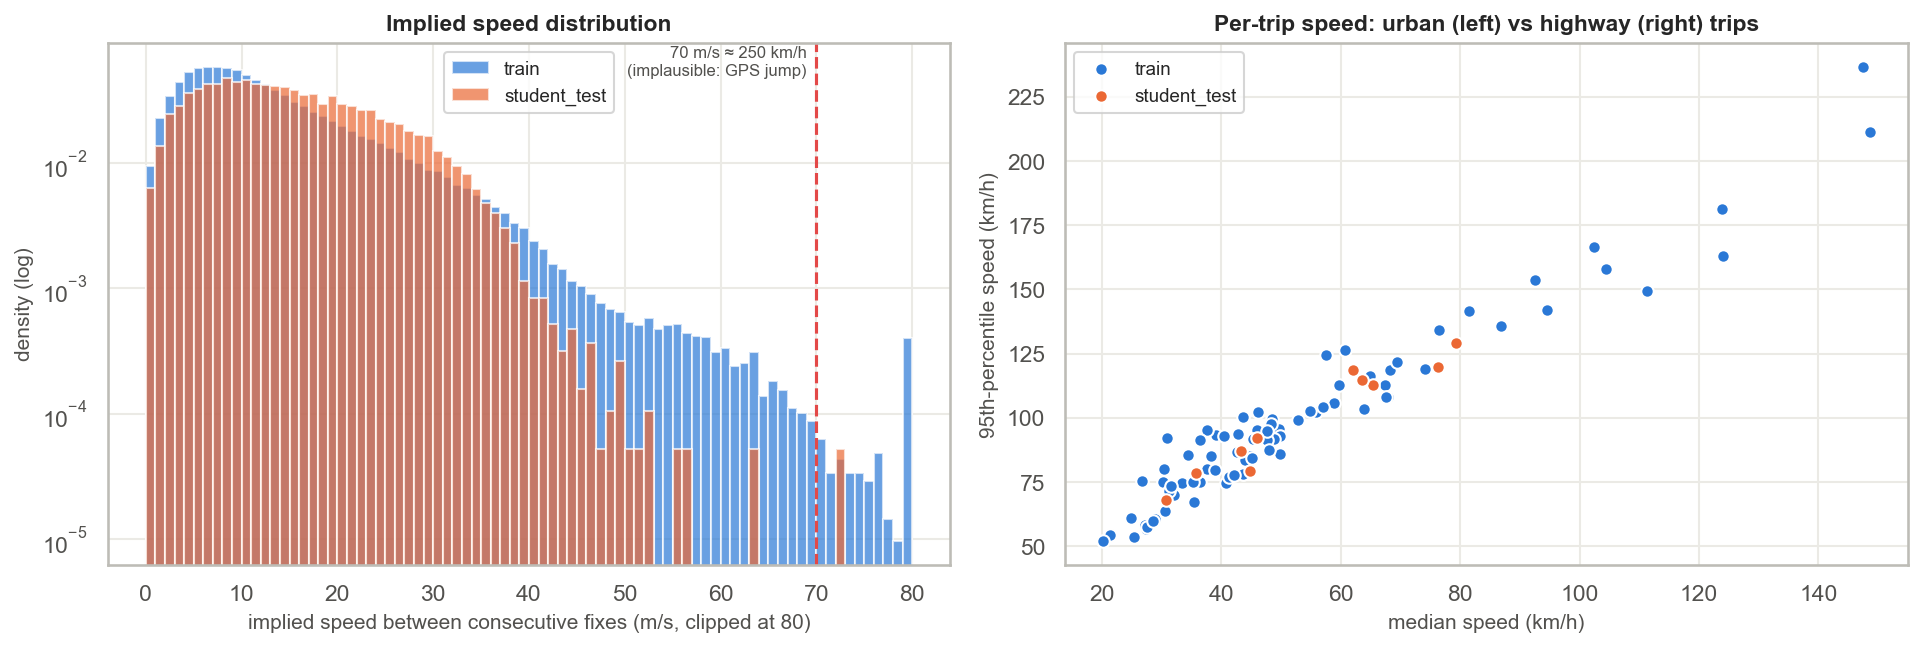 Implied speed distribution
70 m/s ≈ 250 km/h
(implausible: GPS jump)
train
student_test
density (log)
10⁻²
10⁻³
10⁻⁴
10⁻⁵
0 10 20 30 40 50 60 70 80
implied speed between consecutive fixes (m/s, clipped at 80)
Per-trip speed: urban (left) vs highway (right) trips
train
student_test
95th-percentile speed (km/h)
225
200
175
150
125
100
75
50
20 40 60 80 100 120 140
median speed (km/h)